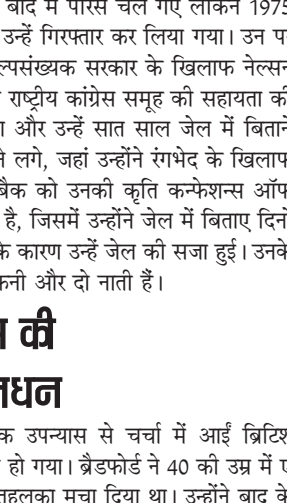 बाद में पेरिस चले गए लेकिन 1975
उन्हें गिरफ्तार कर लिया गया। उन प
ल्पसंख्यक सरकार के खिलाफ नेल्स
राष्ट्रीय कांग्रेस समूह की सहायता क
और उन्हें सात साल जेल में बिताने
लगे, जहां उन्होंने रंगभेद के खिलाफ
बैक को उनकी कृति कन्फेशन्स ऑफ
है, जिसमें उन्होंने जेल में बिताए दिनो
के कारण उन्हें जेल की सजा हुई। उनके
और दो नाती हैं।
की
धन
क उपन्यास से चर्चा में आईं ब्रिटिश
हो गया। ब्रैडफोर्ड ने 40 की उम्र में ए
तहलका मचा दिया था। उन्होंने बाद के